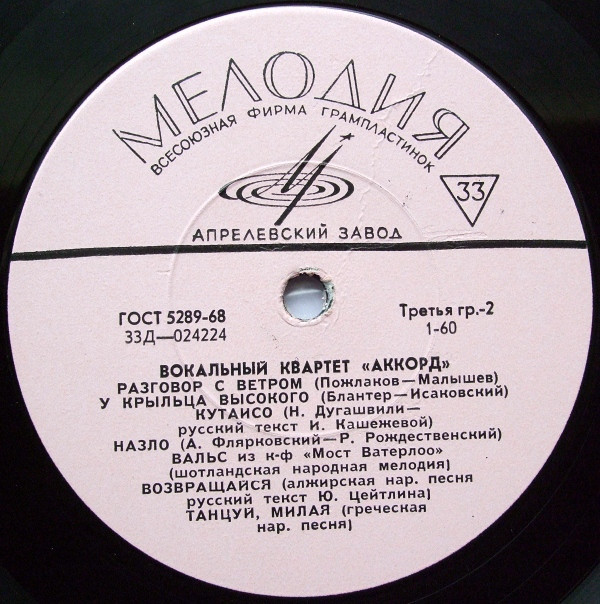 МЕЛОДИЯ
ВСЕСОЮЗНАЯ ФИРМА ГРАМПЛАСТИНОК
33
АПРЕЛЕВСКИЙ ЗАВОД
ГОСТ 5289-68
33Д—024224
Третья гр.-2
1-60
ВОКАЛЬНЫЙ КВАРТЕТ «АККОРД»
РАЗГОВОР С ВЕТРОМ (Пожлаков—Малышев)
У КРЫЛЬЦА ВЫСОКОГО (Блантер—Исаковский)
КУТАИСО (Н. Дугашвили—
русский текст И. Кашежевой)
НАЗЛО (А. Флярковский—Р. Рождественский)
ВАЛЬС из к-ф «Мост Ватерлоо»
(шотландская народная мелодия)
ВОЗВРАЩАЙСЯ (алжирская нар. песня
русский текст Ю. Цейтлина)
ТАНЦУЙ, МИЛАЯ (греческая
нар. песня)